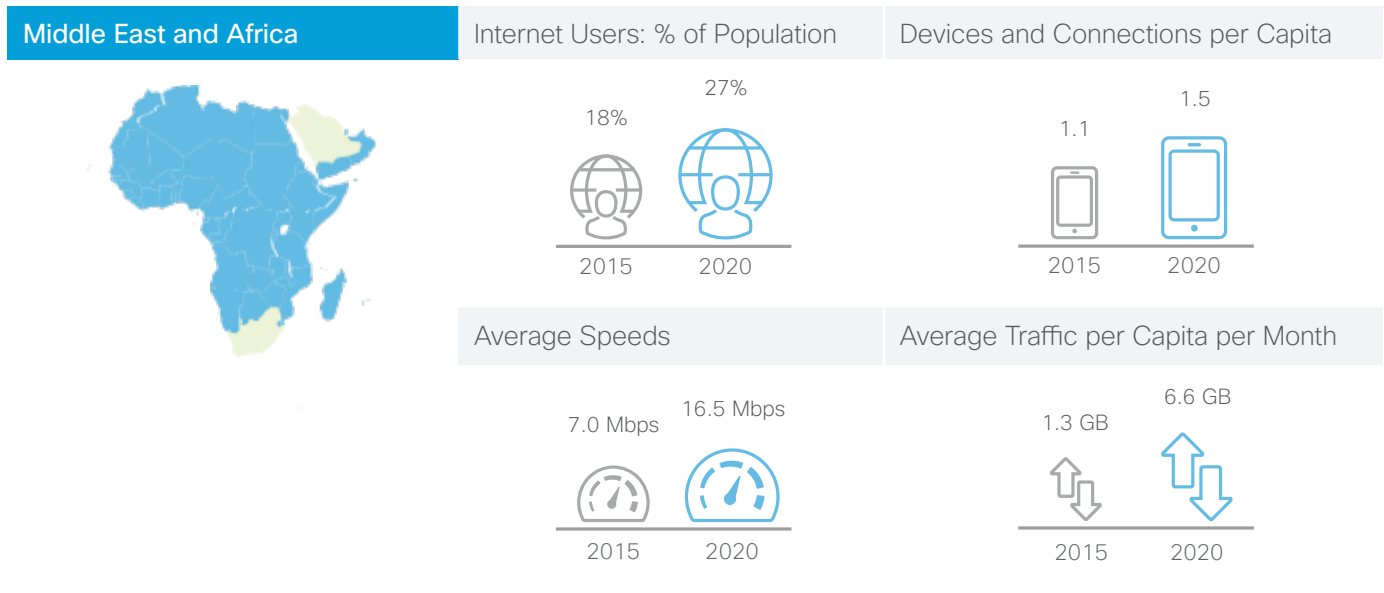 Middle East and Africa
Internet Users: % of Population
Devices and Connections per Capita
18%
27%
2015
2020
1.1
1.5
2015
2020
Average Speeds
Average Traffic per Capita per Month
7.0 Mbps
16.5 Mbps
2015
2020
1.3 GB
6.6 GB
2015
2020